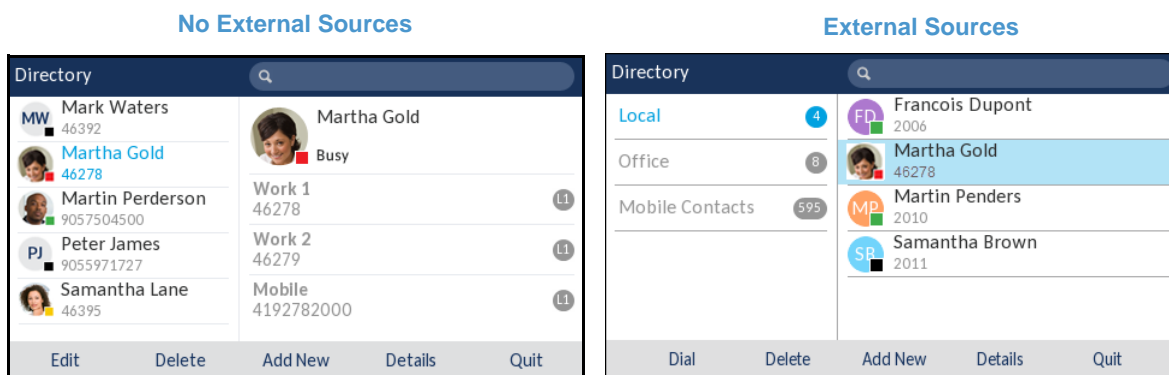 No External Sources
Directory
MW
Mark Waters
46392
Martha Gold
46278
Martin Perderson
9057504500
PJ
Peter James
9055971727
Samantha Lane
46395
Martha Gold
Busy
Work 1
46278
L1
Work 2
46279
L1
Mobile
4192782000
L1
Edit Delete Add New Details Quit
External Sources
Directory
Local 4
Office 8
Mobile Contacts 595
FD
Francois Dupont
2006
Martha Gold
46278
MP
Martin Penders
2010
SB
Samantha Brown
2011
Dial Delete Add New Details Quit